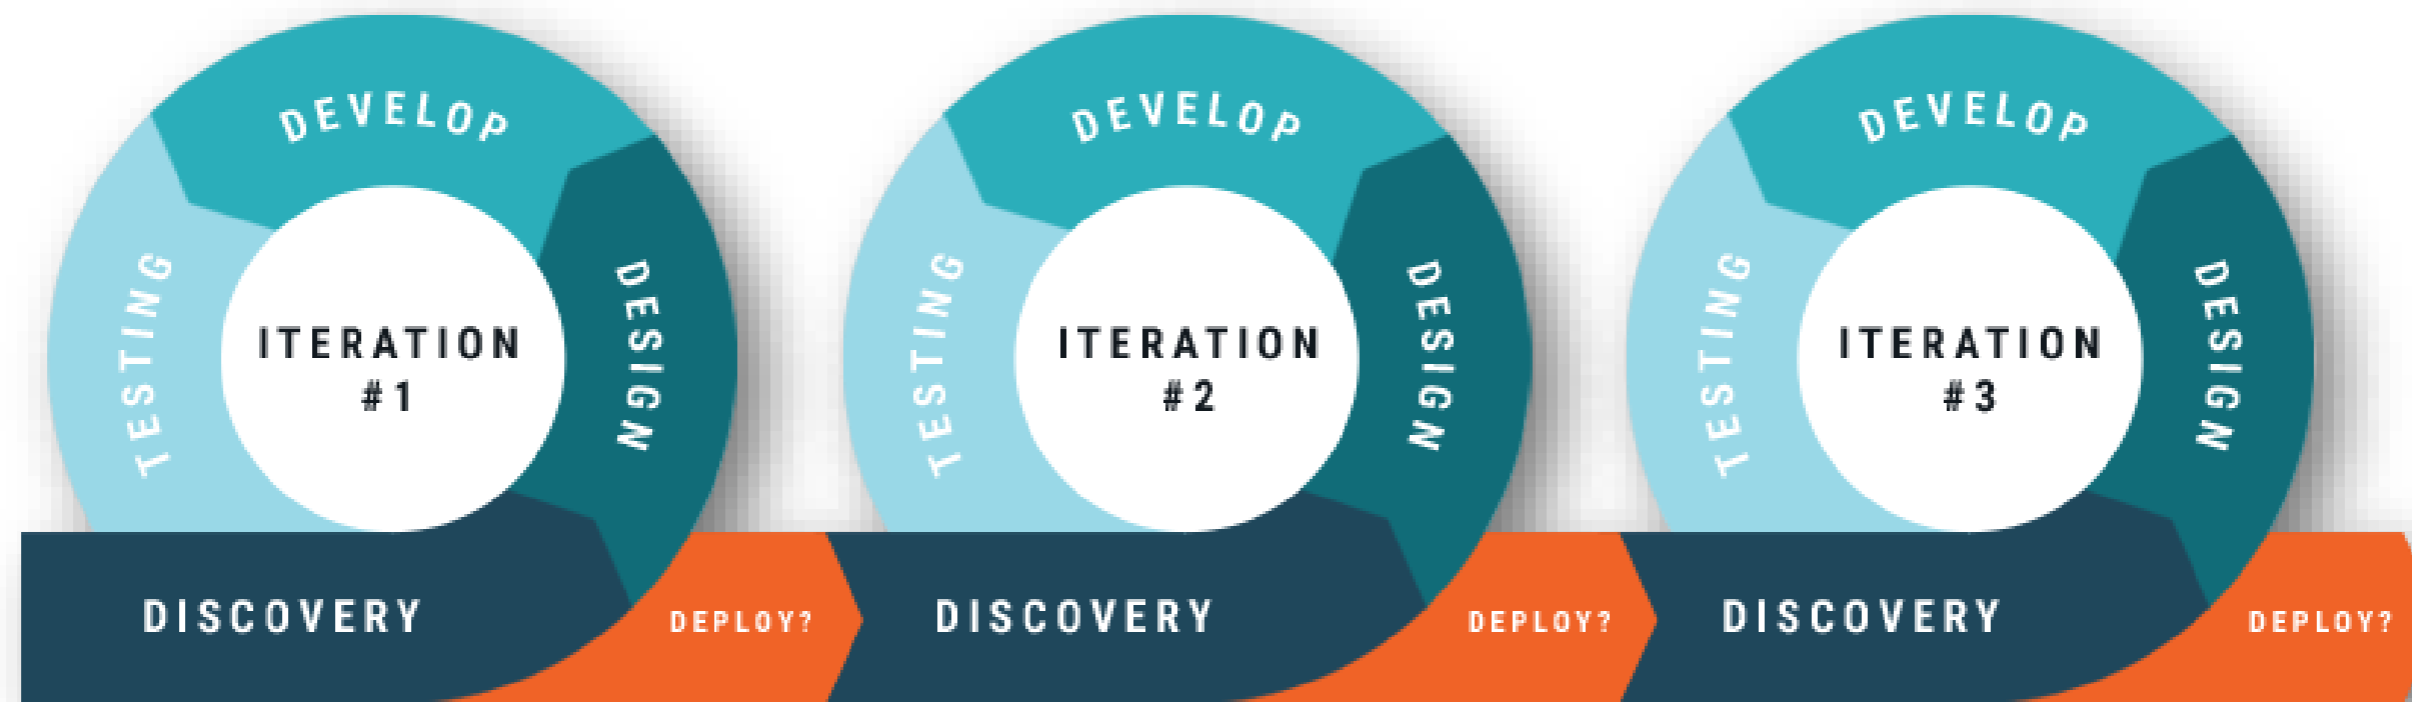 DEVELOP
TESTING
DESIGN
ITERATION
#1
DISCOVERY
DEPLOY?
DEVELOP
TESTING
DESIGN
ITERATION
#2
DISCOVERY
DEPLOY?
DEVELOP
TESTING
DESIGN
ITERATION
#3
DISCOVERY
DEPLOY?